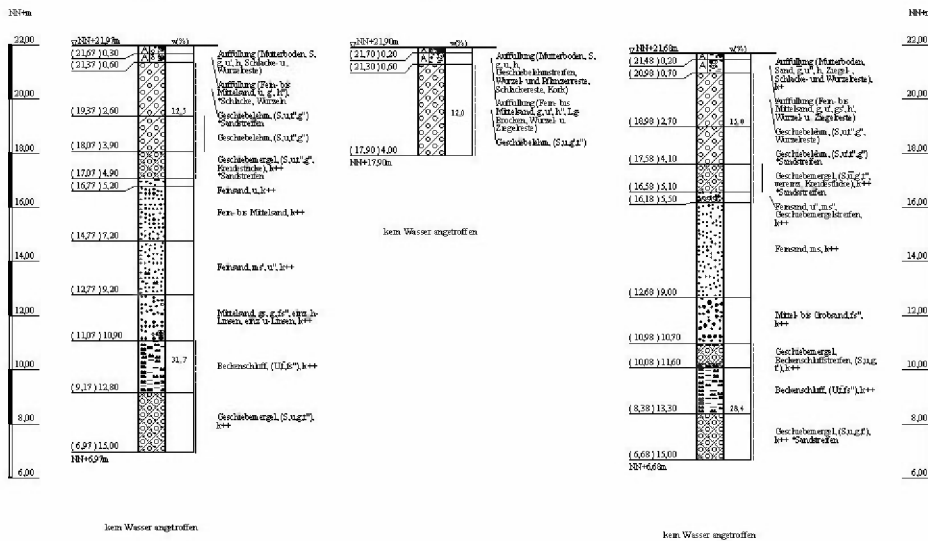 NN+m
22,00
20,00
18,00
16,00
14,00
12,00
10,00
8,00
6,00
NN+21,97m
w(%)
(21,67) 0,30
(21,37) 0,60
(19,37) 2,60
12,3
(18,07) 3,90
(17,07) 4,90
(16,77) 5,20
(14,77) 7,20
(12,77) 9,20
(11,07) 10,90
31,7
(9,17) 12,80
(6,97) 15,00
NN+6,97m
Auffüllung (Mutterboden, S,
g, u', h, Schlacke- u.
Wurzelreste)
Auffüllung (Fein- bis
Mittelsand,
*Schlacke, Wurzeln
Geschiebelehm, (S,u,t',g')
*Sandstreifen
Geschiebelehm, (S,u,t',g')
Geschiebemergel, (S,u,t',g",
Kreidestücke), k++
*Sandstreifen
Feinsand, u, k++
Fein- bis Mittelsand, k++
Feinsand, ms', u", k++
Mittelsand, gs, g, fs", einz. h-
Linsen, einz. u-Linsen, k++
Beckenschluff, k++
Geschiebemergel, (S,u,g,t"),
k++
kein Wasser angetroffen
NN+21,90m
w(%)
(21,70) 0,20
(21,30) 0,60
12,0
(17,90) 4,00
NN+17,90m
Auffüllung (Mutterboden, S,
g, u, h,
Geschiebelehmstreifen,
Wurzel- und Pflanzenreste,
Schlackereste, Kork)
Auffüllung (Fein- bis
Mittelsand, g, u', h", Lg-
Brocken, Wurzel- u.
Ziegelreste)
Geschiebelehm, (S,u,g,t")
kein Wasser angetroffen
NN+21,68m
w(%)
(21,48) 0,20
(20,98) 0,70
(18,98) 2,70
(17,58) 4,10
(16,58) 5,10
(16,18) 5,50
(12,68) 9,00
(10,98) 10,70
(10,08) 11,60
(8,38) 13,30
28,4
(6,68) 15,00
NN+6,68m
Auffüllung (Mutterboden,
Sand, g, u', h, Ziegel-,
Schlacke- und Wurzelreste),
k+
Auffüllung (Fein- bis
Mittelsand, g, u', gs', h',
Wurzel- und Ziegelreste)
Geschiebelehm, (S,u,t',g",
Geschiebelehm,
*Sandstreifen
Geschiebemergel, (S,u,g,t',
Kreidestücke), k++
*Sandstreifen
Feinsand, u", ms",
Geschiebemergelstreifen,
k++
Feinsand, ms, k++
Mittel- bis Grobsand, fs",
k++
Geschiebemergel,
Beckenschluffstreifen, (S,u,g,
t'), k++
Beckenschluff, (U,t,fs"), k++
Geschiebemergel, (S,u,g,t'),
k++ *Sandstreifen
kein Wasser angetroffen
NN+m
22,00
20,00
18,00
16,00
14,00
12,00
10,00
8,00
6,00